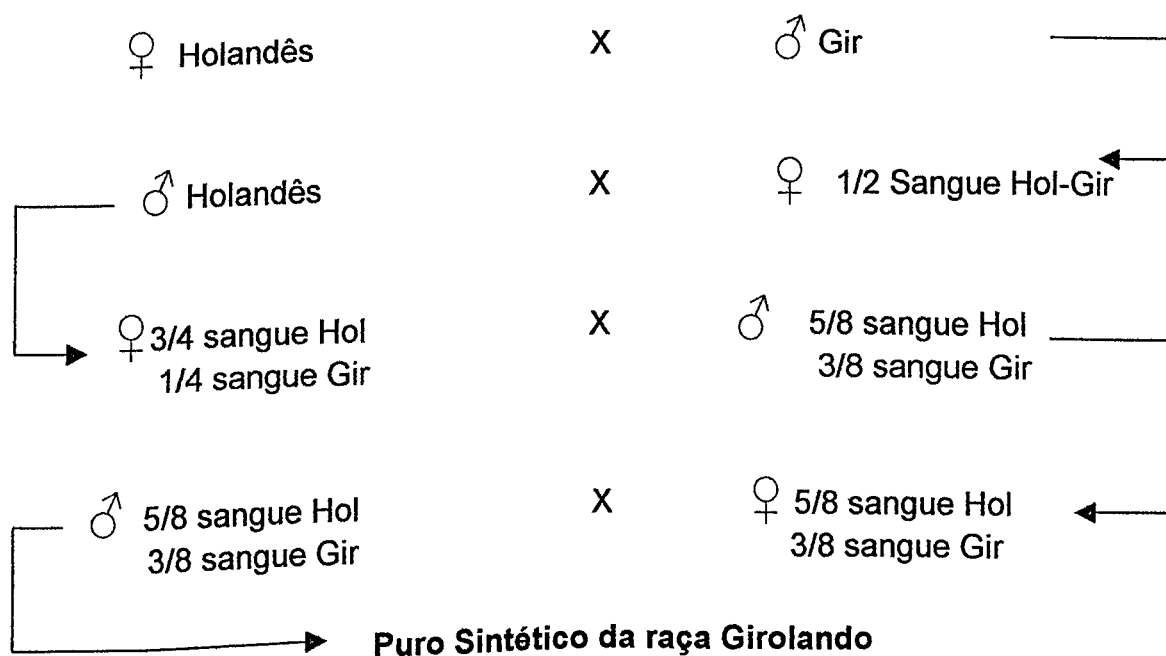 ♀ Holandês X ♂ Gir
♂ Holandês X ♀ 1/2 Sangue Hol-Gir
♀ 3/4 sangue Hol X ♂ 5/8 sangue Hol
1/4 sangue Gir 3/8 sangue Gir
♂ 5/8 sangue Hol X ♀ 5/8 sangue Hol
3/8 sangue Gir 3/8 sangue Gir
Puro Sintético da raça Girolando